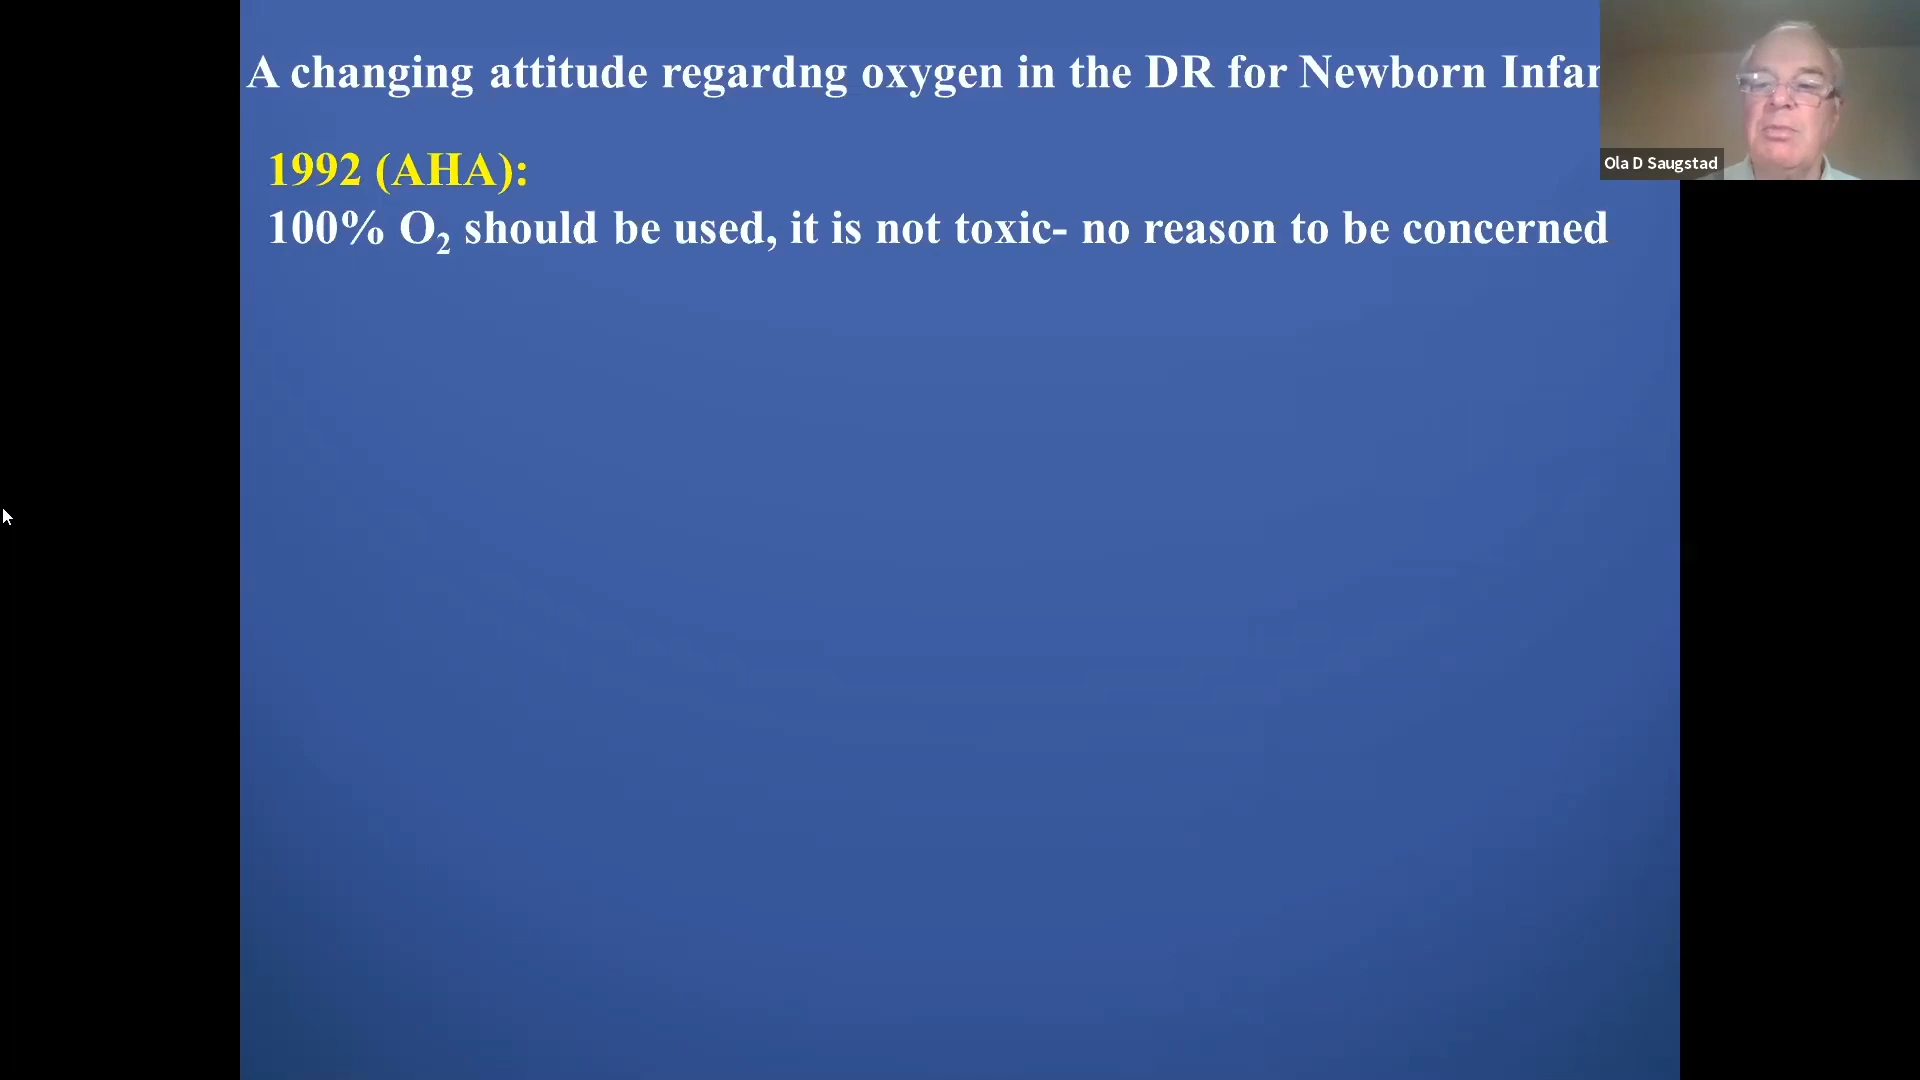 A changing attitude regardng oxygen in the DR for Newborn Infan
1992 (AHA):
100% O₂ should be used, it is not toxic- no reason to be concerned
Ola D Saugstad